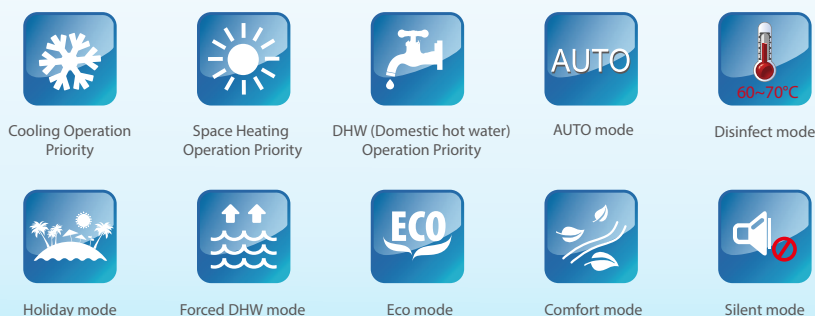 AUTO
60~70°C
Cooling Operation
Priority
Space Heating
Operation Priority
DHW (Domestic hot water)
Operation Priority
AUTO mode
Disinfect mode
ECO
Holiday mode
Forced DHW mode
Eco mode
Comfort mode
Silent mode